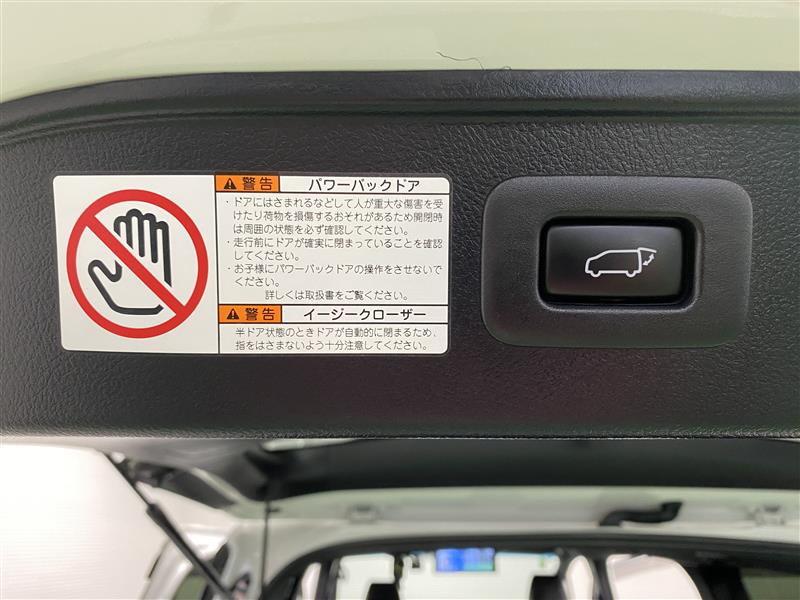 警告 パワーバックドア
・ドアにはさまれるなどして人が重大な傷害を受
けたり荷物を損傷するおそれがあるため開閉時
は周囲の状態を必ず確認してください。
・走行前にドアが確実に閉まっていることを確認
してください。
・お子様にパワーバックドアの操作をさせないで
ください。
詳しくは取扱書をご覧ください。
警告 イージークローザー
半ドア状態のときドアが自動的に閉まるため、
指をはさまないよう十分注意してください。